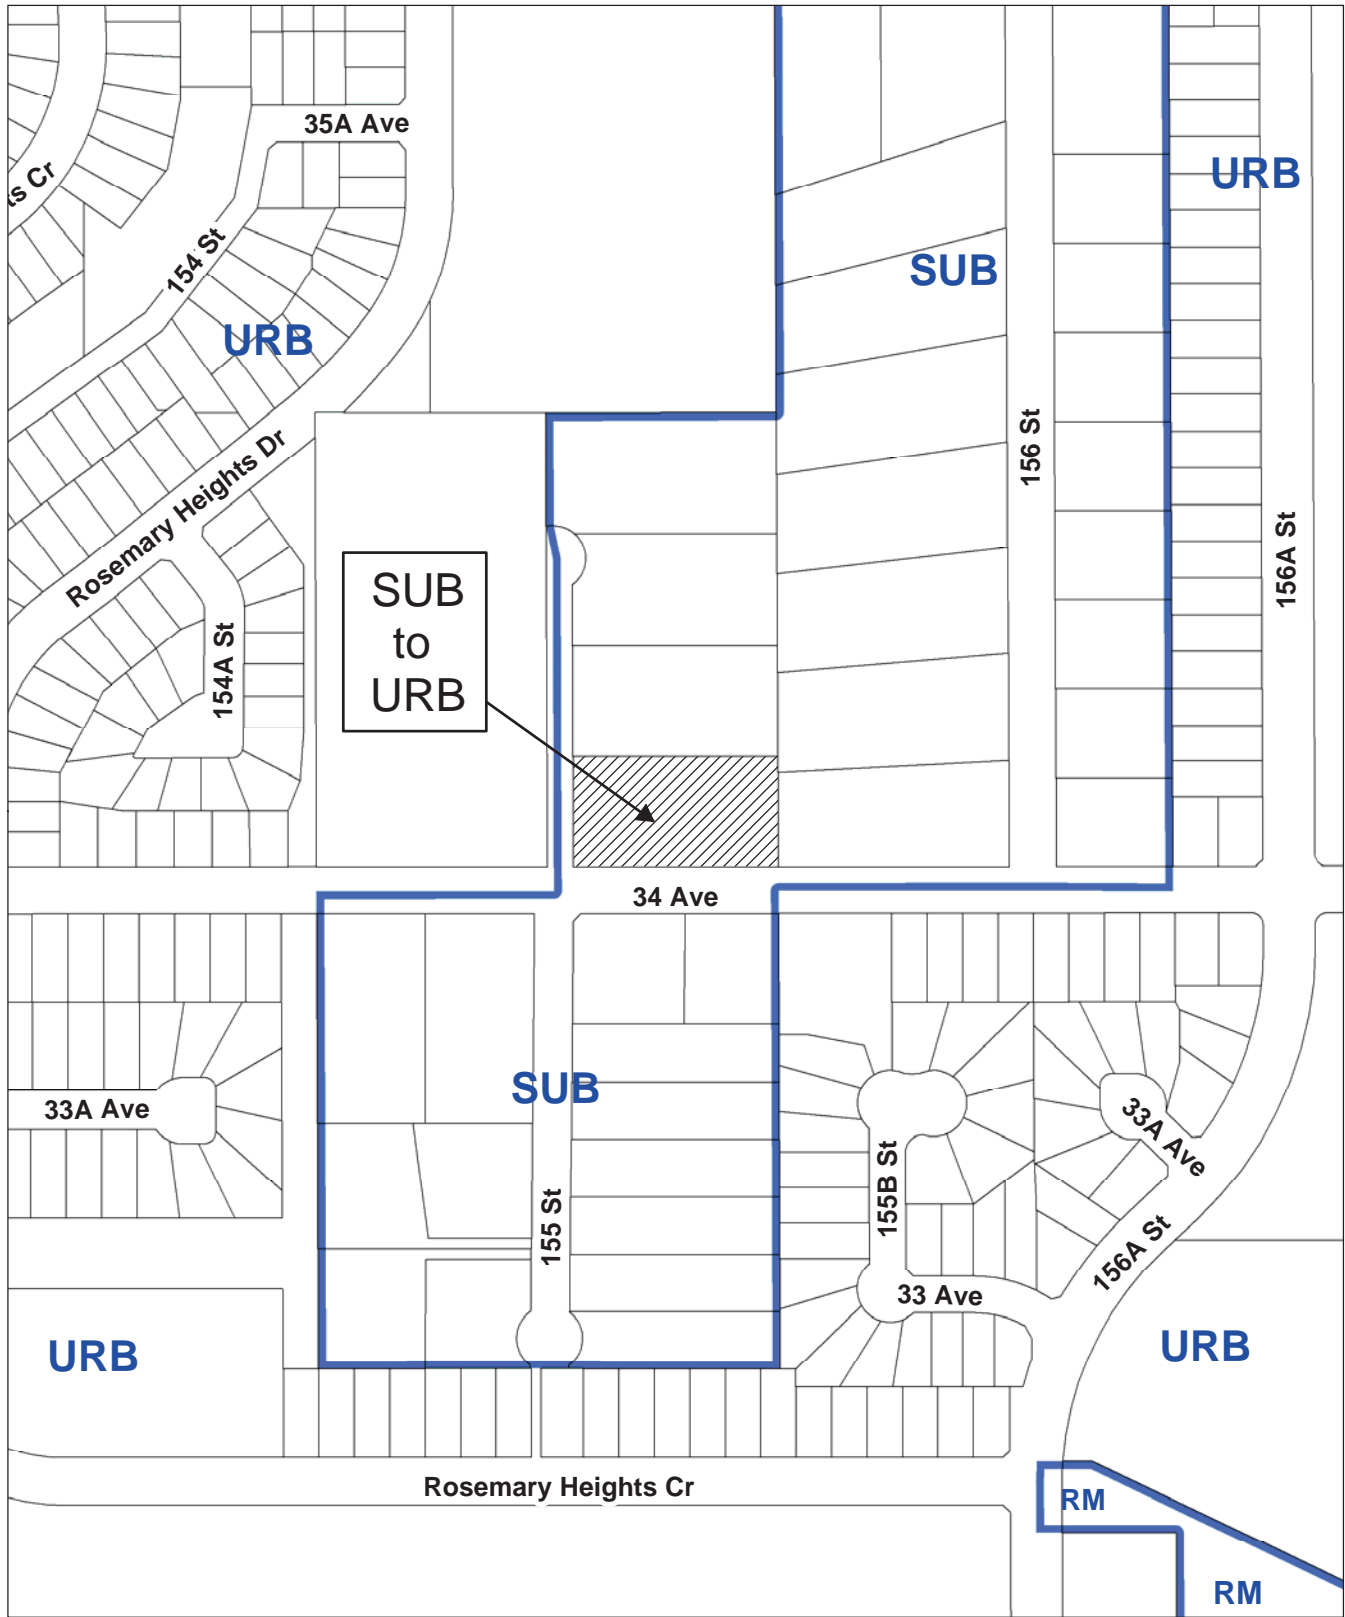 35A Ave
ts Cr
URB
154 St
SUB
URB
156 St
Rosemary Heights Dr
156A St
SUB
to
URB
154A St
34 Ave
SUB
33A Ave
33A Ave
155B St
155 St
156A St
33 Ave
URB
URB
Rosemary Heights Cr
RM
RM